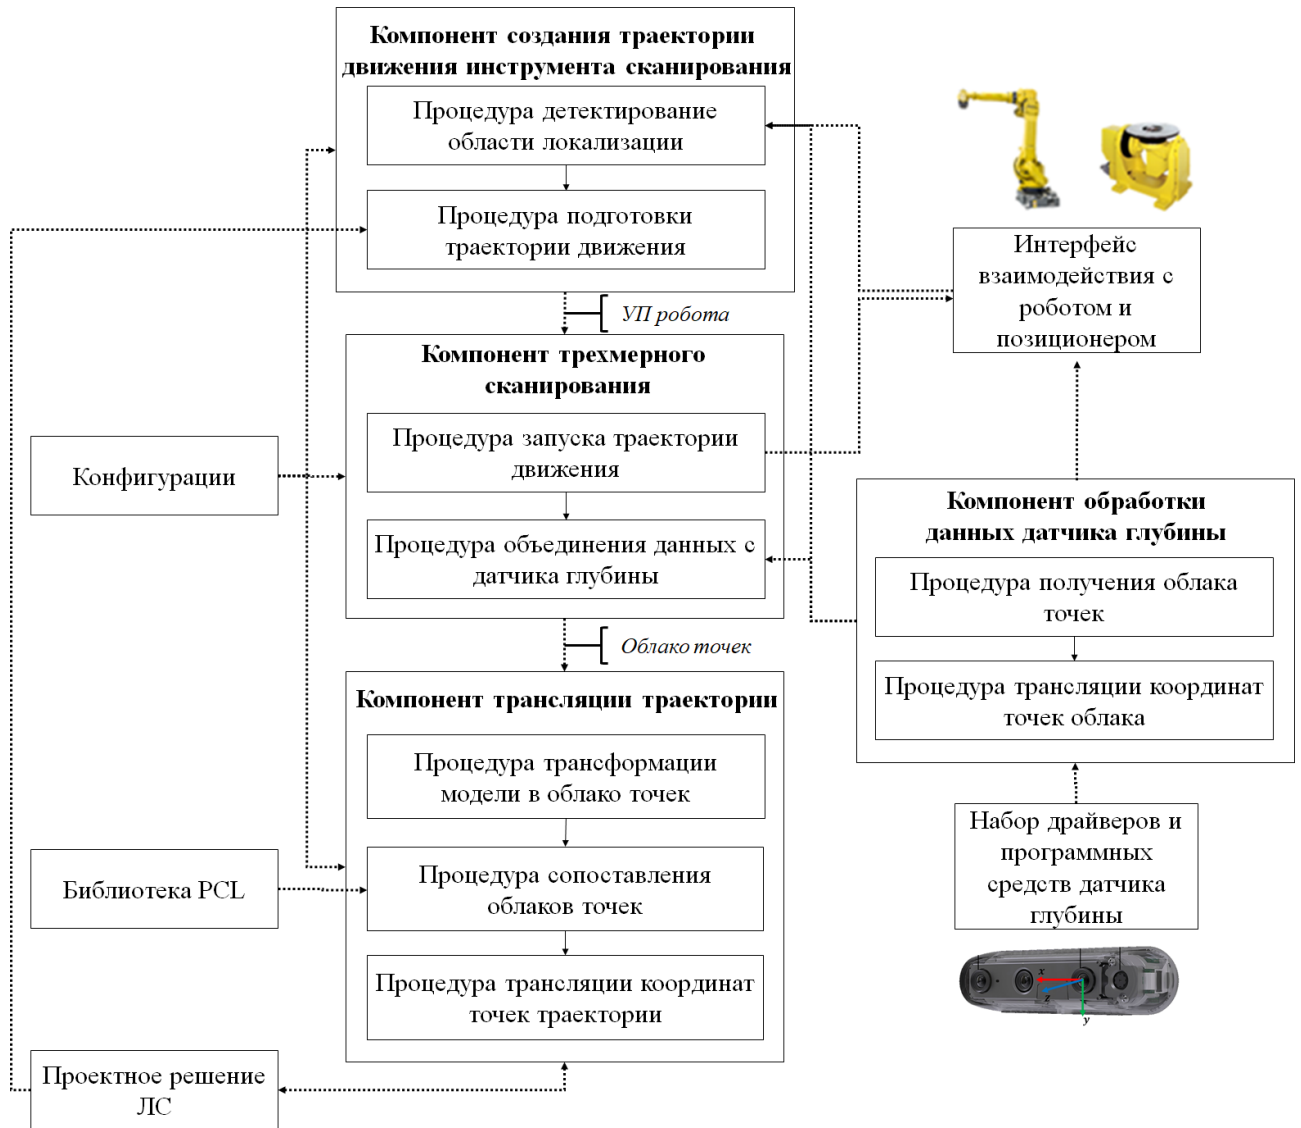 Компонент создания траектории
движения инструмента сканирования
Процедура детектирование
области локализации
Процедура подготовки
траектории движения
УП робота
Интерфейс
взаимодействия с
роботом и
позиционером
Компонент трехмерного
сканирования
Процедура запуска траектории
движения
Процедура объединения данных с
датчика глубины
Конфигурации
Компонент обработки
данных датчика глубины
Процедура получения облака
точек
Процедура трансляции координат
точек облака
Облако точек
Компонент трансляции траектории
Процедура трансформации
модели в облако точек
Процедура сопоставления
облаков точек
Процедура трансляции координат
точек траектории
Библиотека PCL
Набор драйверов и
программных
средств датчика
глубины
x
z
y
Проектное решение
ЛС